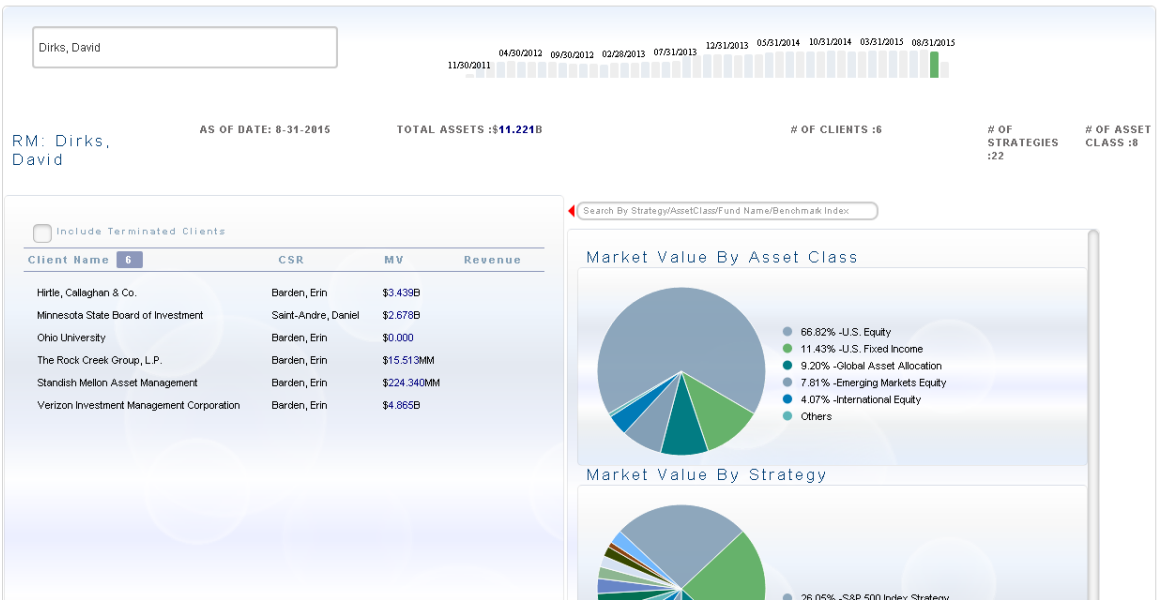 Dirks, David
11/30/2011 04/30/2012 09/30/2012 02/28/2013 07/31/2013 12/31/2013 05/31/2014 10/31/2014 03/31/2015 08/31/2015
RM: Dirks,
David
AS OF DATE: 8-31-2015
TOTAL ASSETS :$11.221B
# OF CLIENTS :6
# OF
STRATEGIES
:22
# OF ASSET
CLASS :8
Include Terminated Clients
Client Name 6 CSR MV Revenue
Hirtle, Callaghan & Co. Barden, Erin $3.439B
Minnesota State Board of Investment Saint-Andre, Daniel $2.678B
Ohio University Barden, Erin $0.000
The Rock Creek Group, L.P. Barden, Erin $15.513MM
Standish Mellon Asset Management Barden, Erin $224.340MM
Verizon Investment Management Corporation Barden, Erin $4.865B
Search By Strategy/AssetClass/Fund Name/Benchmark Index
Market Value By Asset Class
66.82% -U.S. Equity
11.43% -U.S. Fixed Income
9.20% -Global Asset Allocation
7.81% -Emerging Markets Equity
4.07% -International Equity
Others
Market Value By Strategy
26.05% -S&P 500 Index Strategy